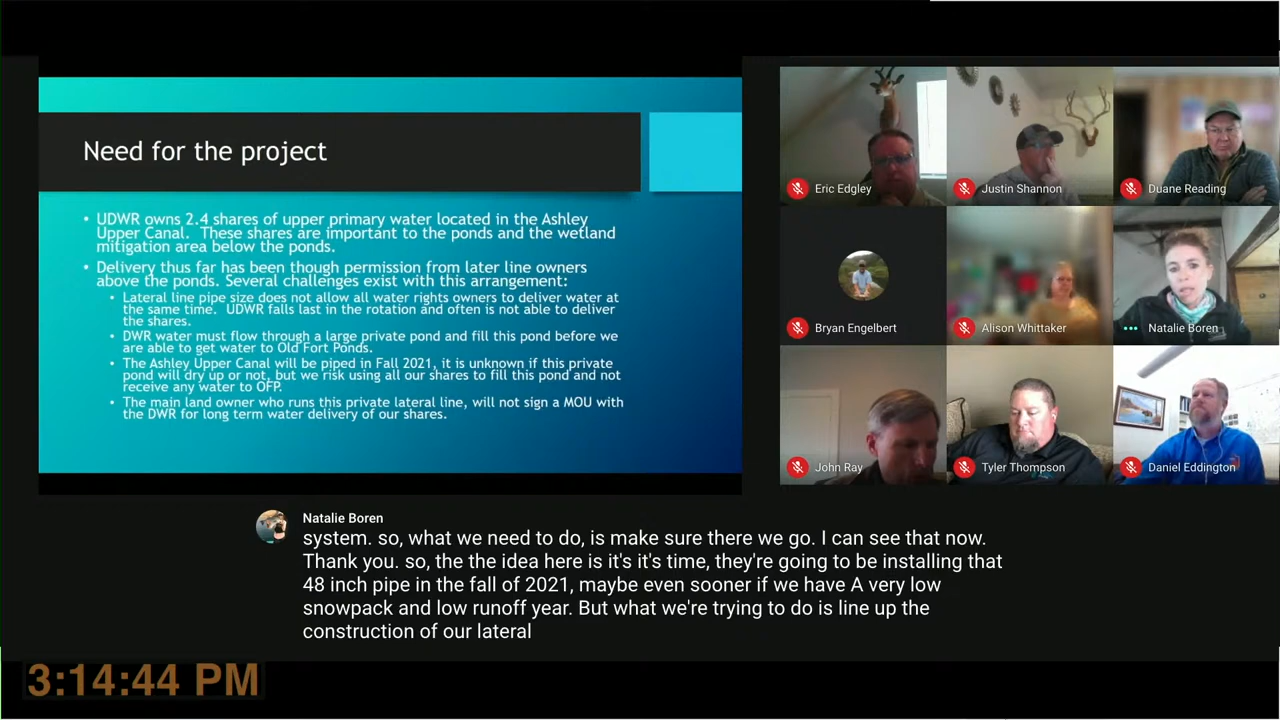 Need for the project
• UDWR owns 2.4 shares of upper primary water located in the Ashley
Upper Canal. These shares are important to the ponds and the wetland
mitigation area below the ponds.
• Delivery thus far has been though permission from later line owners
above the ponds. Several challenges exist with this arrangement:
• Lateral line pipe size does not allow all water rights owners to deliver water at
the same time. UDWR falls last in the rotation and often is not able to deliver
the shares.
• DWR water must flow through a large private pond and fill this pond before we
are able to get water to Old Fort Ponds.
• The Ashley Upper Canal will be piped in Fall 2021, it is unknown if this private
pond will dry up or not, but we risk using all our shares to fill this pond and not
receive any water to OFP.
• The main land owner who runs this private lateral line, will not sign a MOU with
the DWR for long term water delivery of our shares.
Eric Edgley
Justin Shannon
Duane Reading
Bryan Engelbert
Alison Whittaker
Natalie Boren
John Ray
Tyler Thompson
Daniel Eddington
Natalie Boren
system. so, what we need to do, is make sure there we go. I can see that now.
Thank you. so, the the idea here is it's it's time, they're going to be installing that
48 inch pipe in the fall of 2021, maybe even sooner if we have A very low
snowpack and low runoff year. But what we're trying to do is line up the
construction of our lateral
3:14:44 PM